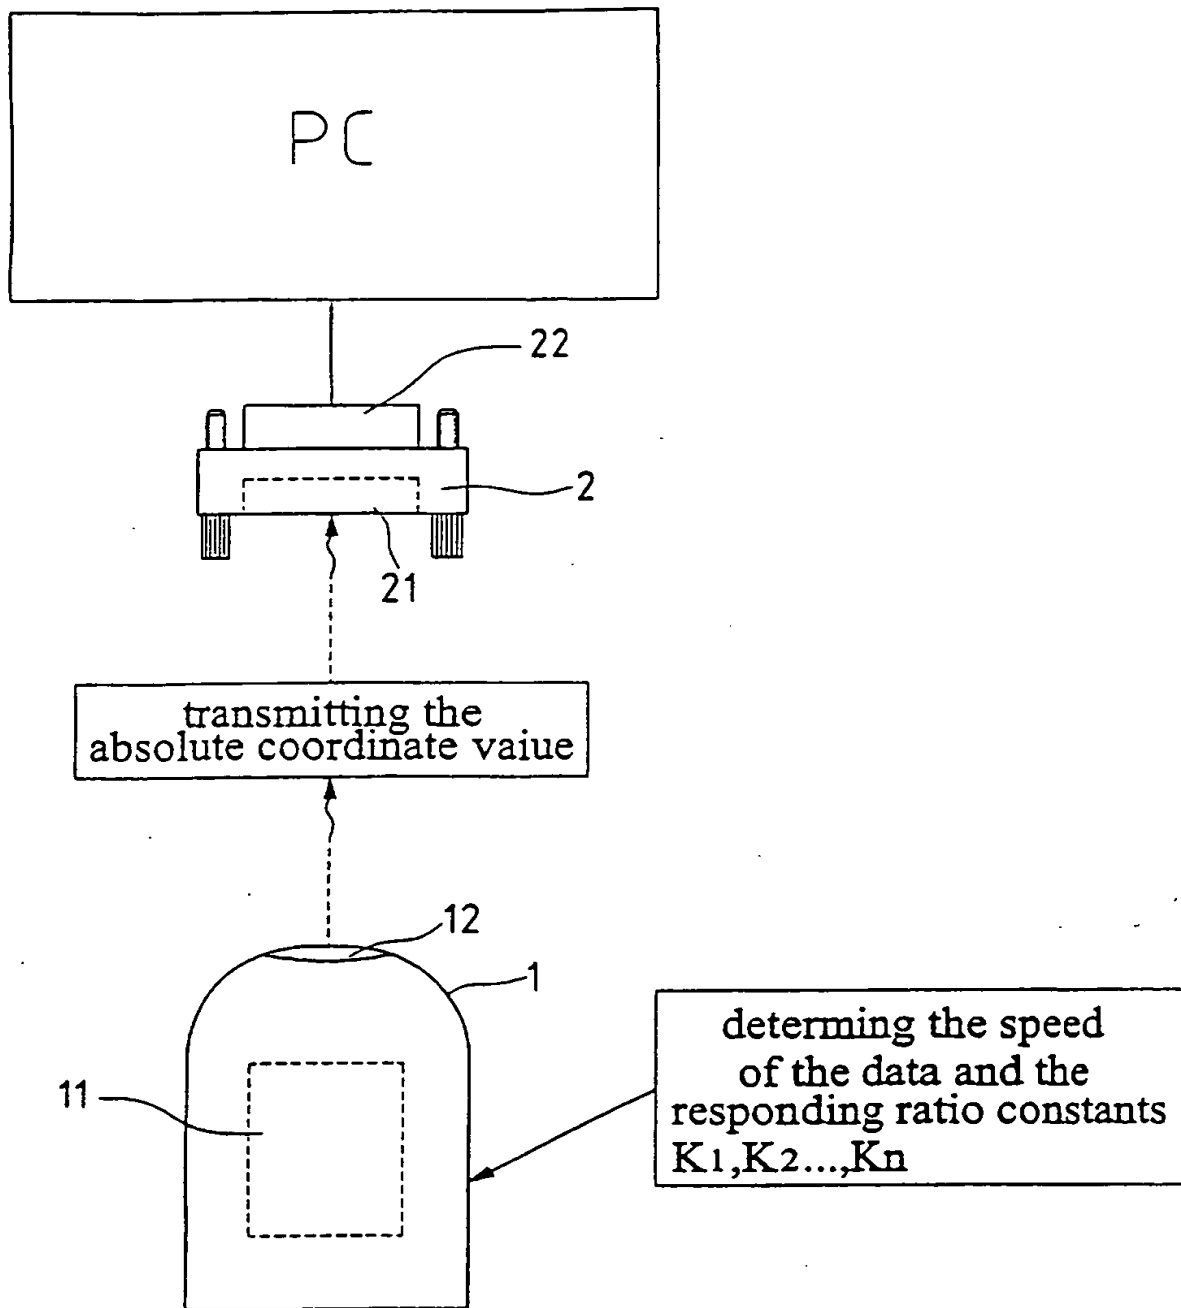 PC
22
2
21
transmitting the
absolute coordinate vaiue
12
1
determing the speed
of the data and the
responding ratio constants
K1,K2...,Kn
11